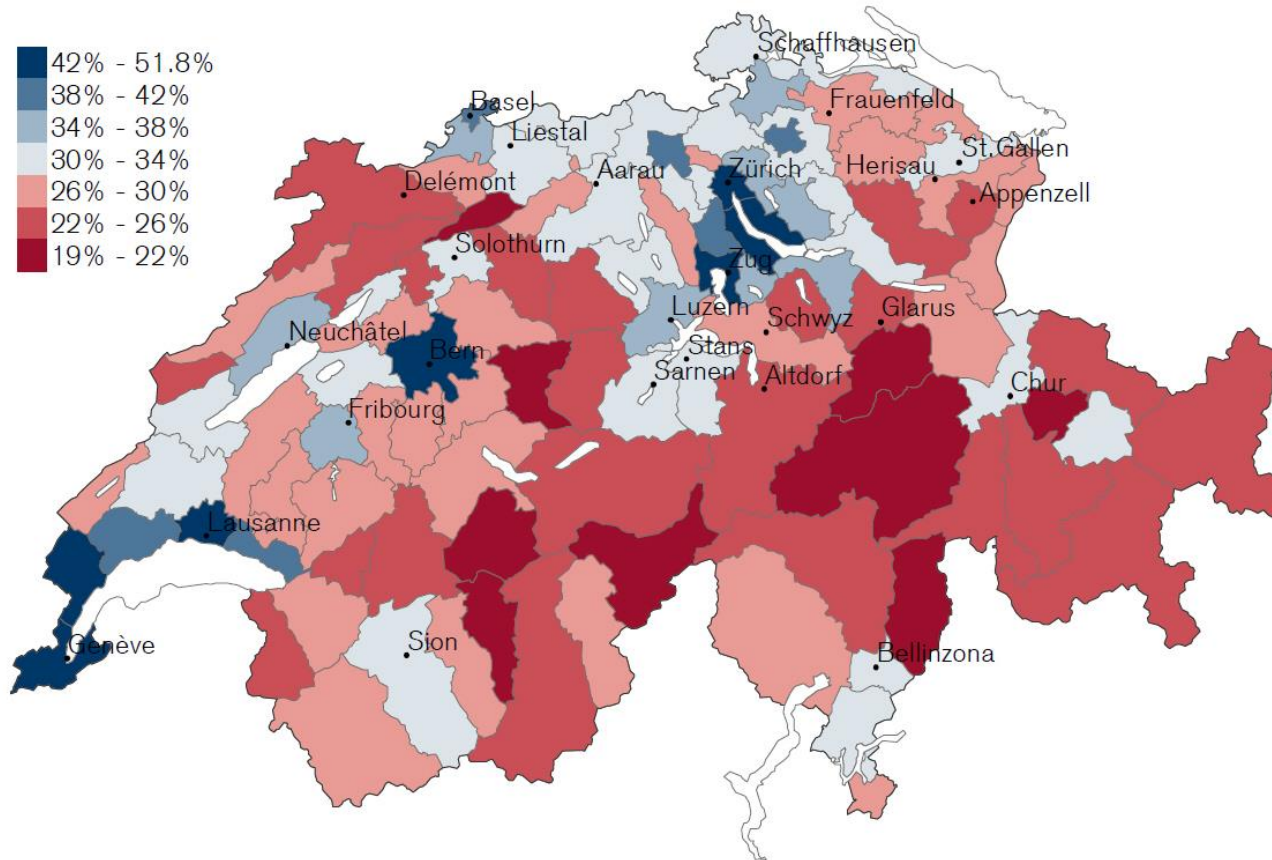 42% - 51.8%
38% - 42%
34% - 38%
30% - 34%
26% - 30%
22% - 26%
19% - 22%
Schaffhausen
Basel
Frauenfeld
Liestal
St.Gallen
Herisau
Zürich
Aarau
Delémont
Appenzell
Solothurn
Zug
Luzern
Glarus
Schwyz
Neuchâtel
Stans
Bern
Sarnen
Altdorf
Chur
Fribourg
Lausanne
Sion
Genève
Bellinzona